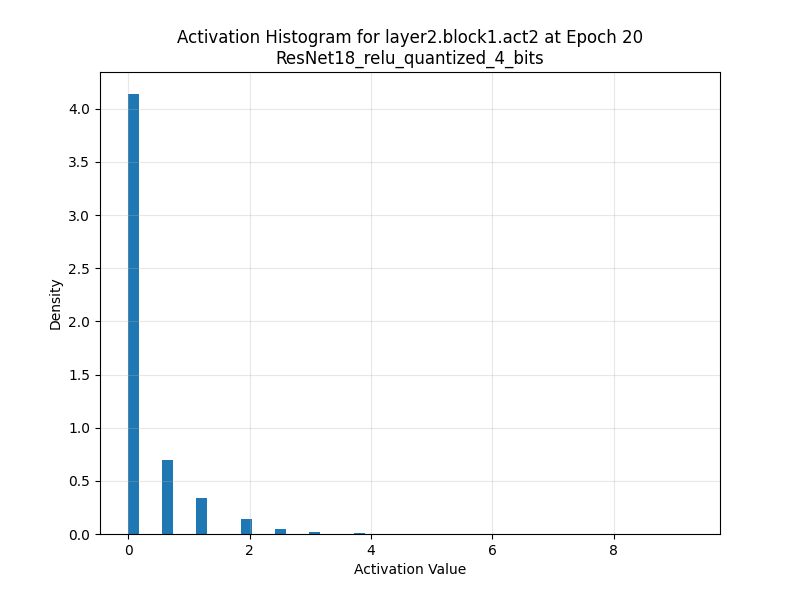 Activation Histogram for layer2.block1.act2 at Epoch 20
ResNet18_relu_quantized_4_bits
4.0
3.5
3.0
2.5
2.0
1.5
1.0
0.5
0.0
Density
0 2 4 6 8
Activation Value